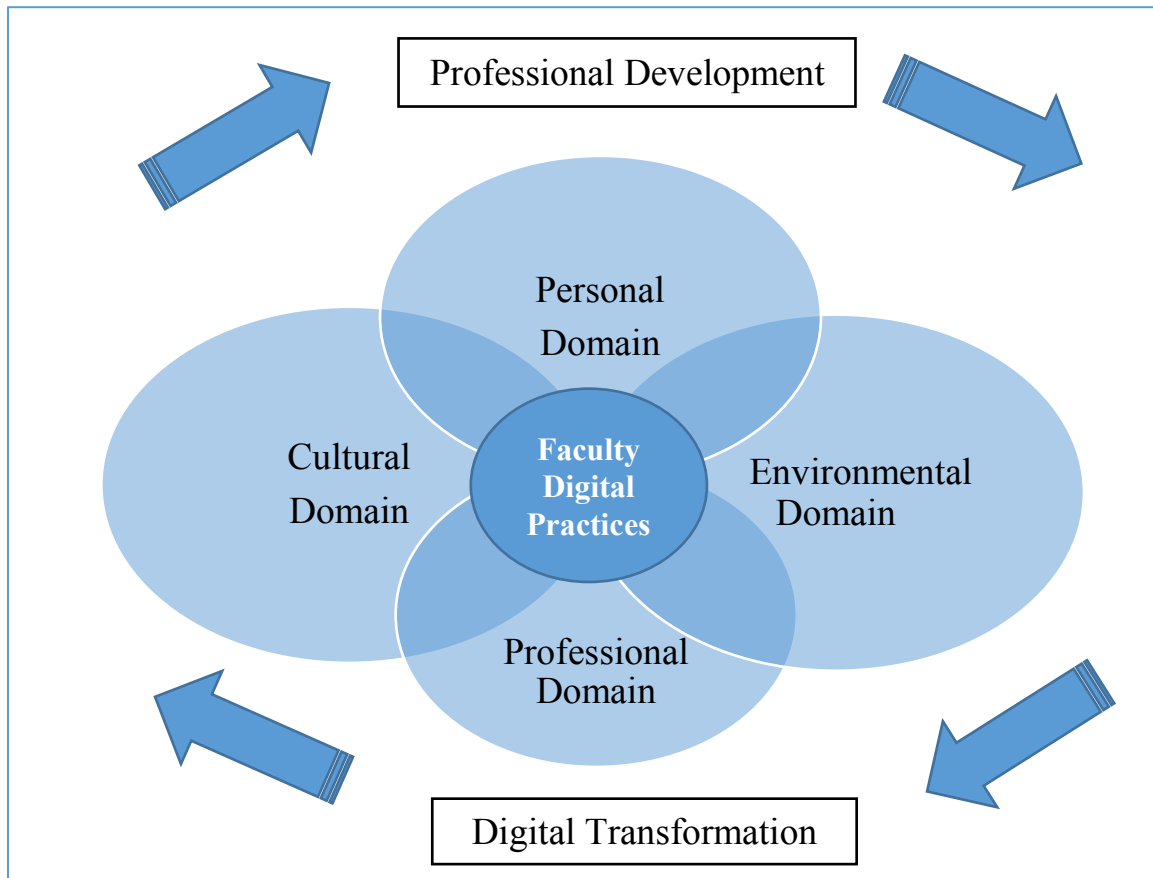 Professional Development
Personal
Domain
Cultural
Domain
Faculty
Digital
Practices
Environmental
Domain
Professional
Domain
Digital Transformation